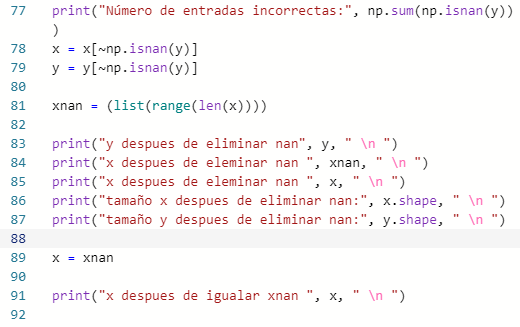 77 print("Número de entradas incorrectas:", np.sum(np.isnan(y))
)
78 x = x[~np.isnan(y)]
79 y = y[~np.isnan(y)]
80
81 xnan = (list(range(len(x))))
82
83 print("y despues de eliminar nan", y, " \n ")
84 print("x despues de eleminar nan ", xnan, " \n ")
85 print("x despues de eleminar nan ", x, " \n ")
86 print("tamaño x despues de eliminar nan:", x.shape, " \n ")
87 print("tamaño y despues de eliminar nan:", y.shape, " \n ")
88
89 x = xnan
90
91 print("x despues de igualar xnan ", x, " \n ")
92